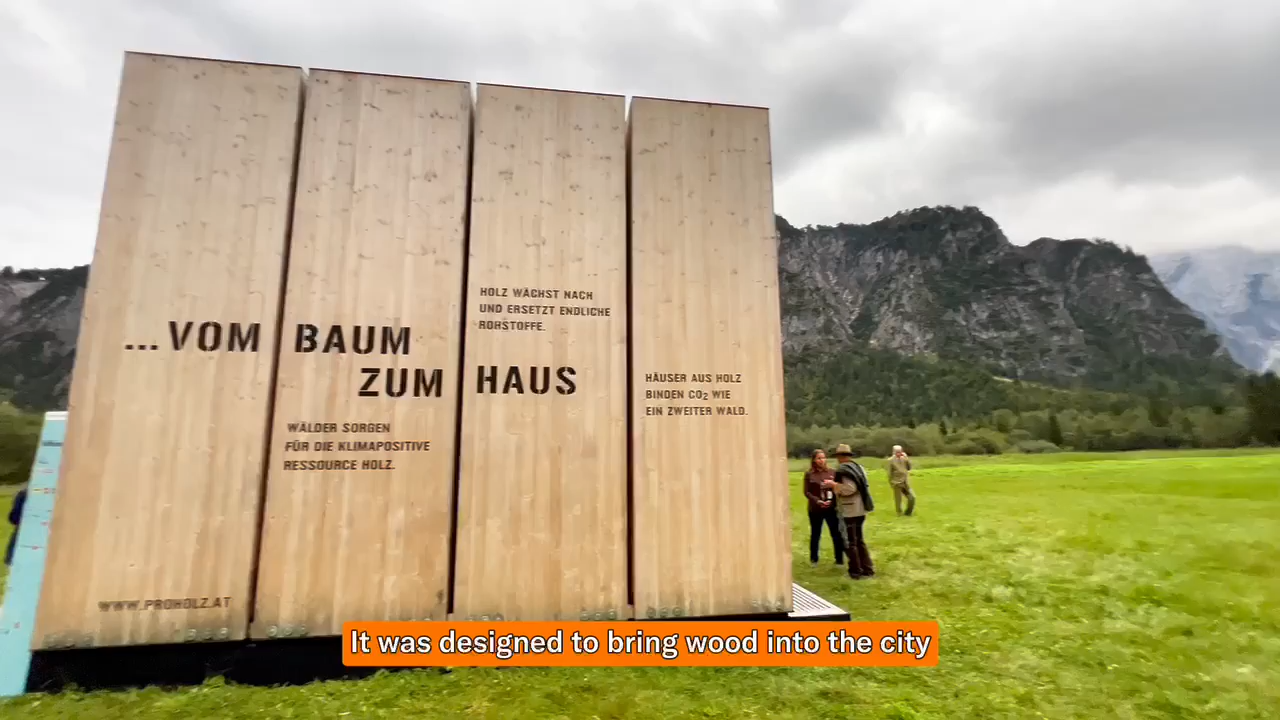 ...VOM BAUM
ZUM HAUS
WÄLDER SORGEN
FÜR DIE KLIMAPOSITIVE
RESSOURCE HOLZ.
HOLZ WÄCHST NACH
UND ERSETZT ENDLICHE
ROHSTOFFE.
HÄUSER AUS HOLZ
BINDEN CO₂ WIE
EIN ZWEITER WALD.
WWW.PROHOLZ.AT
It was designed to bring wood into the city